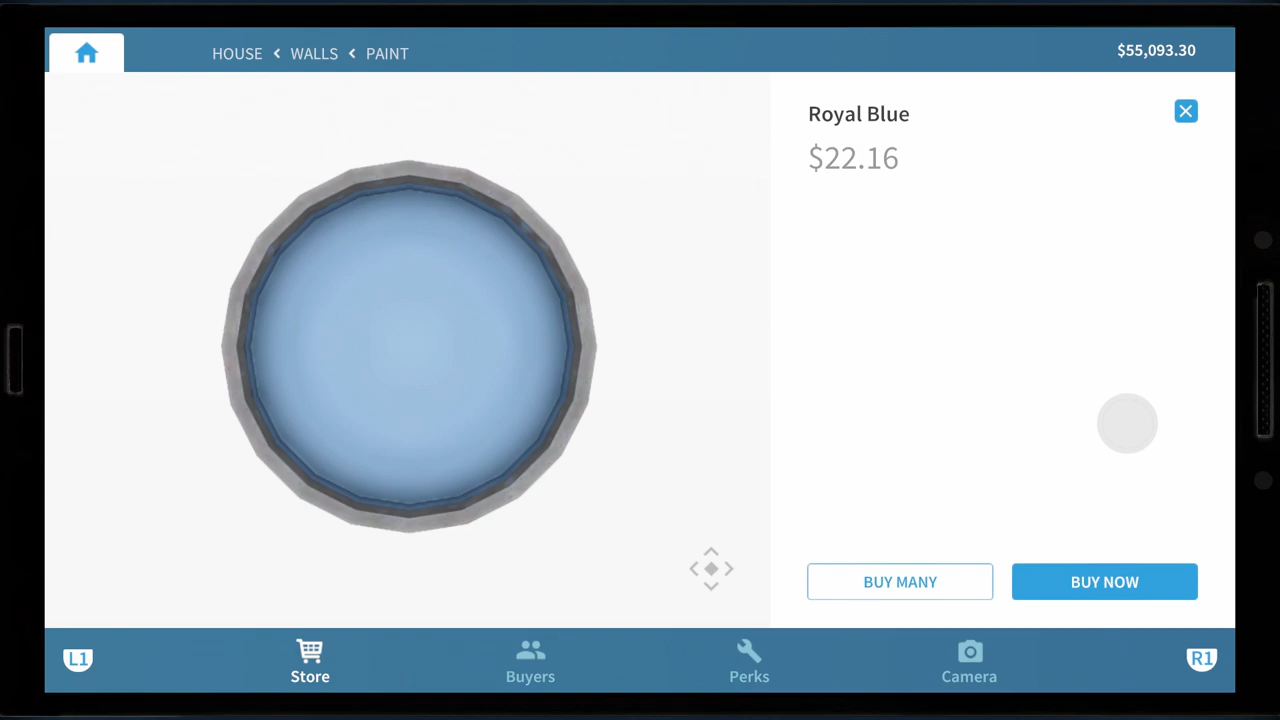 HOUSE < WALLS < PAINT
$55,093.30
Royal Blue
$22.16
BUY MANY
BUY NOW
L1
Store
Buyers
Perks
Camera
R1